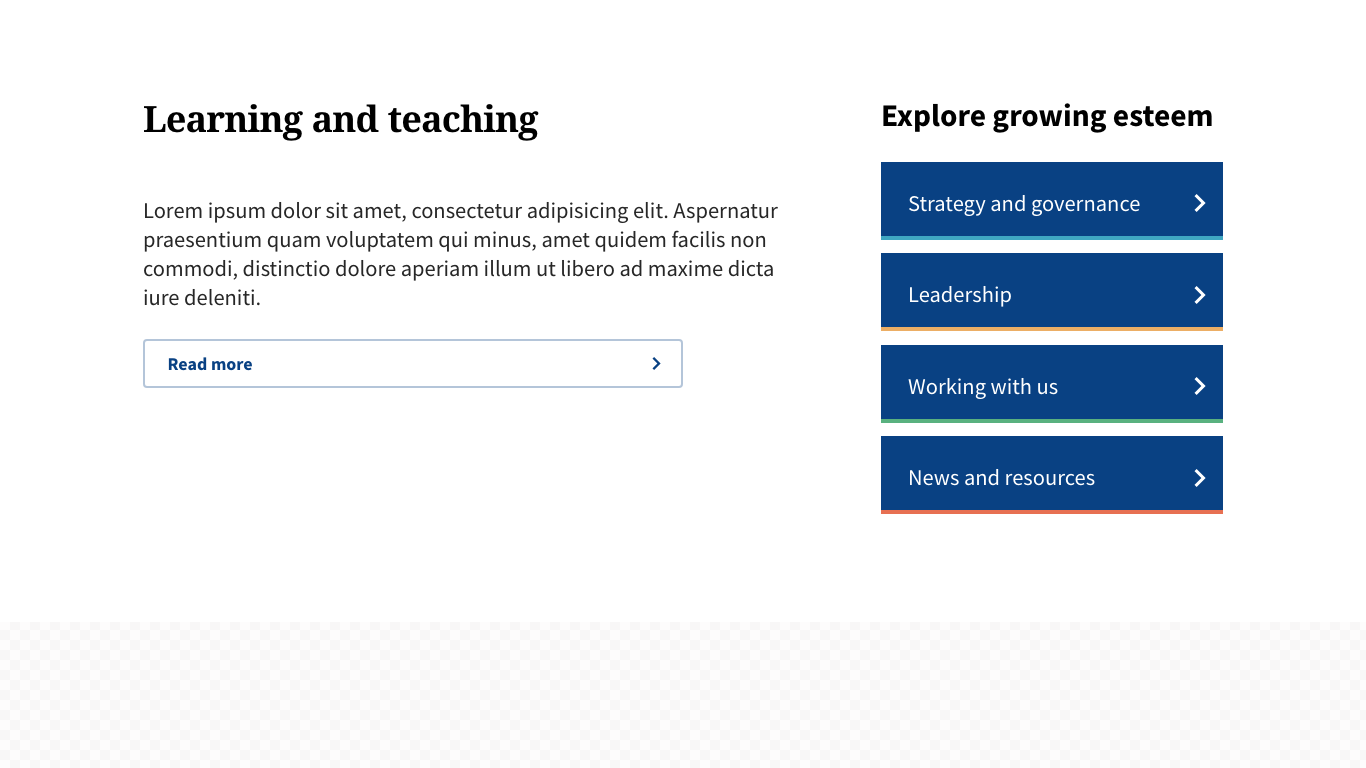 Learning and teaching
Lorem ipsum dolor sit amet, consectetur adipisicing elit. Aspernatur
praesentium quam voluptatem qui minus, amet quidem facilis non
commodi, distinctio dolore aperiam illum ut libero ad maxime dicta
iure deleniti.
Read more
Explore growing esteem
Strategy and governance
Leadership
Working with us
News and resources